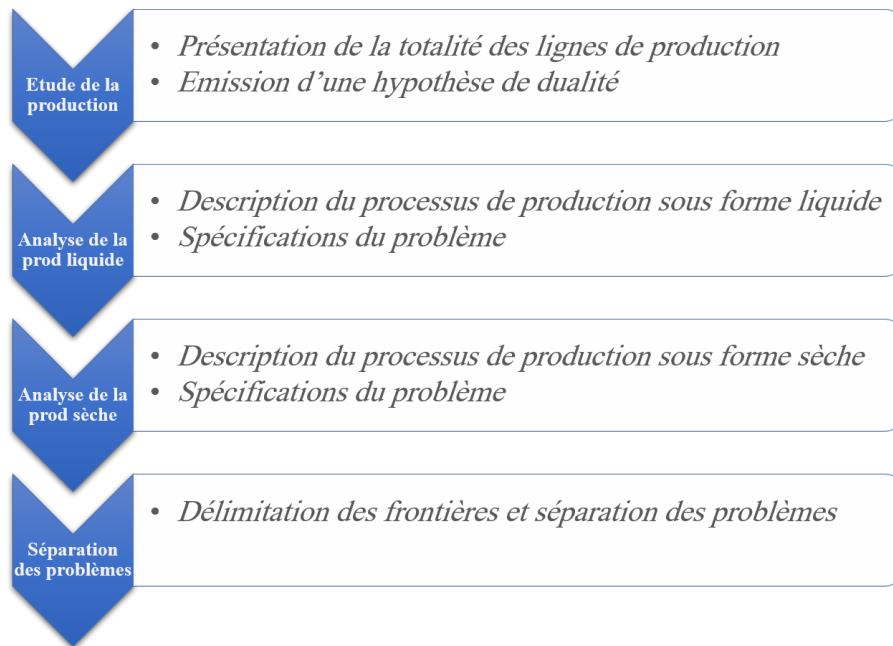 Etude de la
production
• Présentation de la totalité des lignes de production
• Emission d’une hypothèse de dualité
Analyse de la
prod liquide
• Description du processus de production sous forme liquide
• Spécifications du problème
Analyse de la
prod sèche
• Description du processus de production sous forme sèche
• Spécifications du problème
Séparation
des problèmes
• Délimitation des frontières et séparation des problèmes